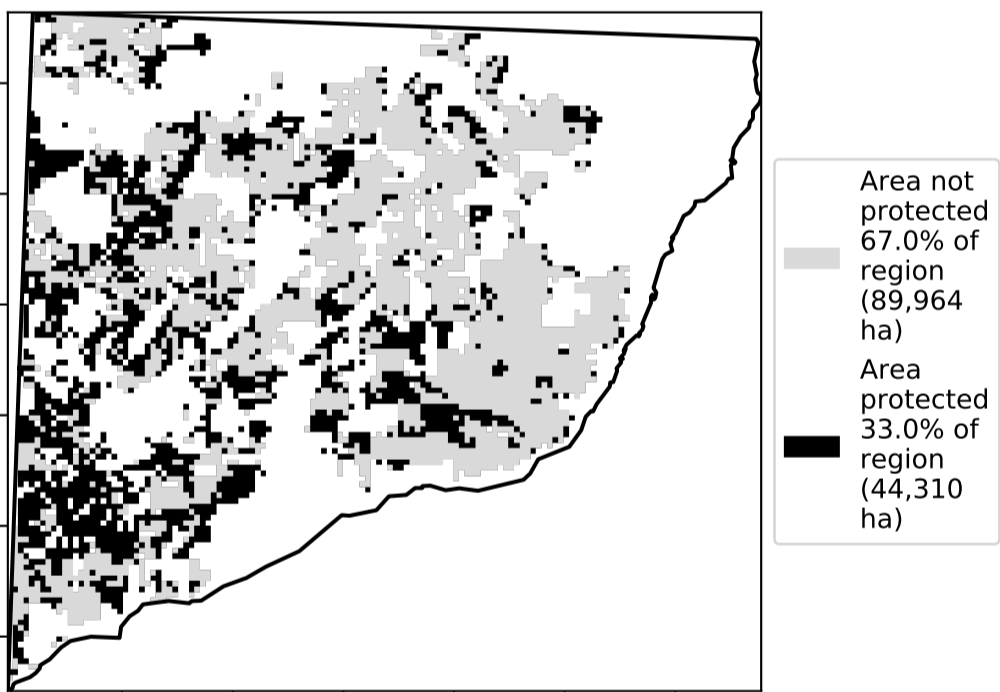 Area not
protected
67.0% of
region
(89,964
ha)
Area
protected
33.0% of
region
(44,310
ha)